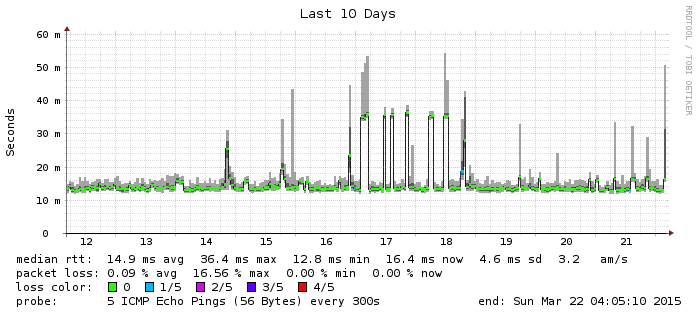 Last 10 Days
RRDTOOL / TOBI OETIKER
Seconds
60 m
50 m
40 m
30 m
20 m
10 m
0
12 13 14 15 16 17 18 19 20 21
median rtt: 14.9 ms avg 36.4 ms max 12.8 ms min 16.4 ms now 4.6 ms sd 3.2 am/s
packet loss: 0.09 % avg 16.56 % max 0.00 % min 0.00 % now
loss color: 0 1/5 2/5 3/5 4/5
probe: 5 ICMP Echo Pings (56 Bytes) every 300s end: Sun Mar 22 04:05:10 2015